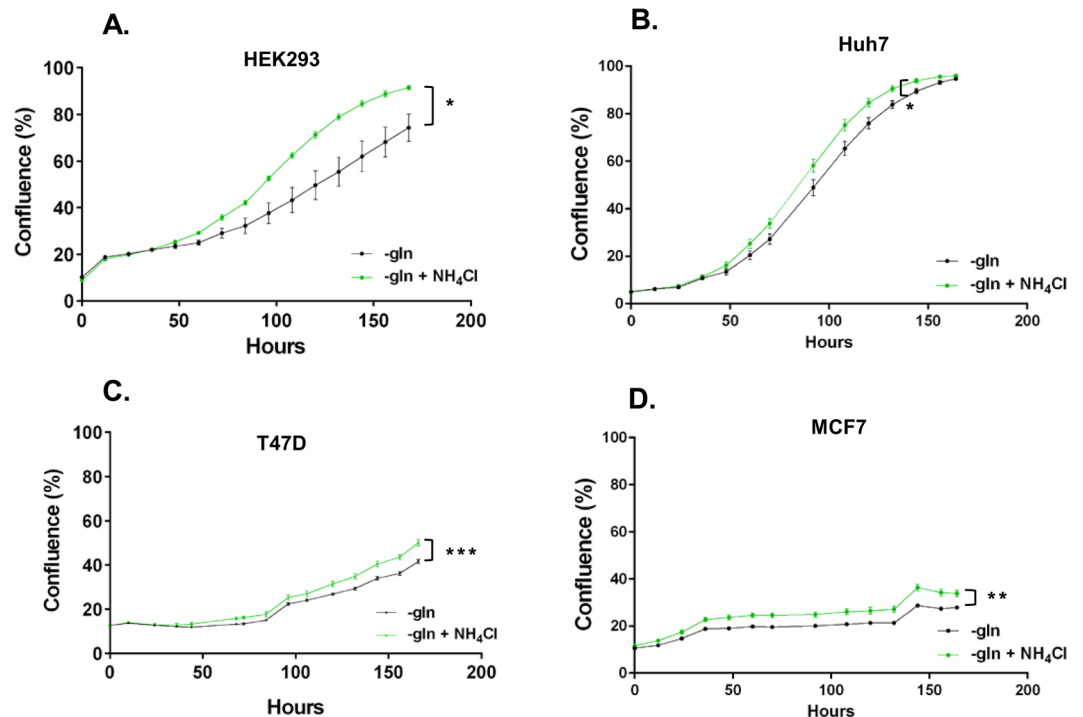 A.
HEK293
Confluence (%)
100
80
60
40
20
0
*
-gln
-gln + NH₄Cl
0 50 100 150 200
Hours
B.
Huh7
Confluence (%)
100
80
60
40
20
0
*
-gln
-gln + NH₄Cl
0 50 100 150 200
Hours
C.
T47D
Confluence (%)
100
80
60
40
20
0
***
-gln
-gln + NH₄Cl
0 50 100 150 200
Hours
D.
MCF7
Confluence (%)
100
80
60
40
20
0
**
-gln
-gln + NH₄Cl
0 50 100 150 200
Hours